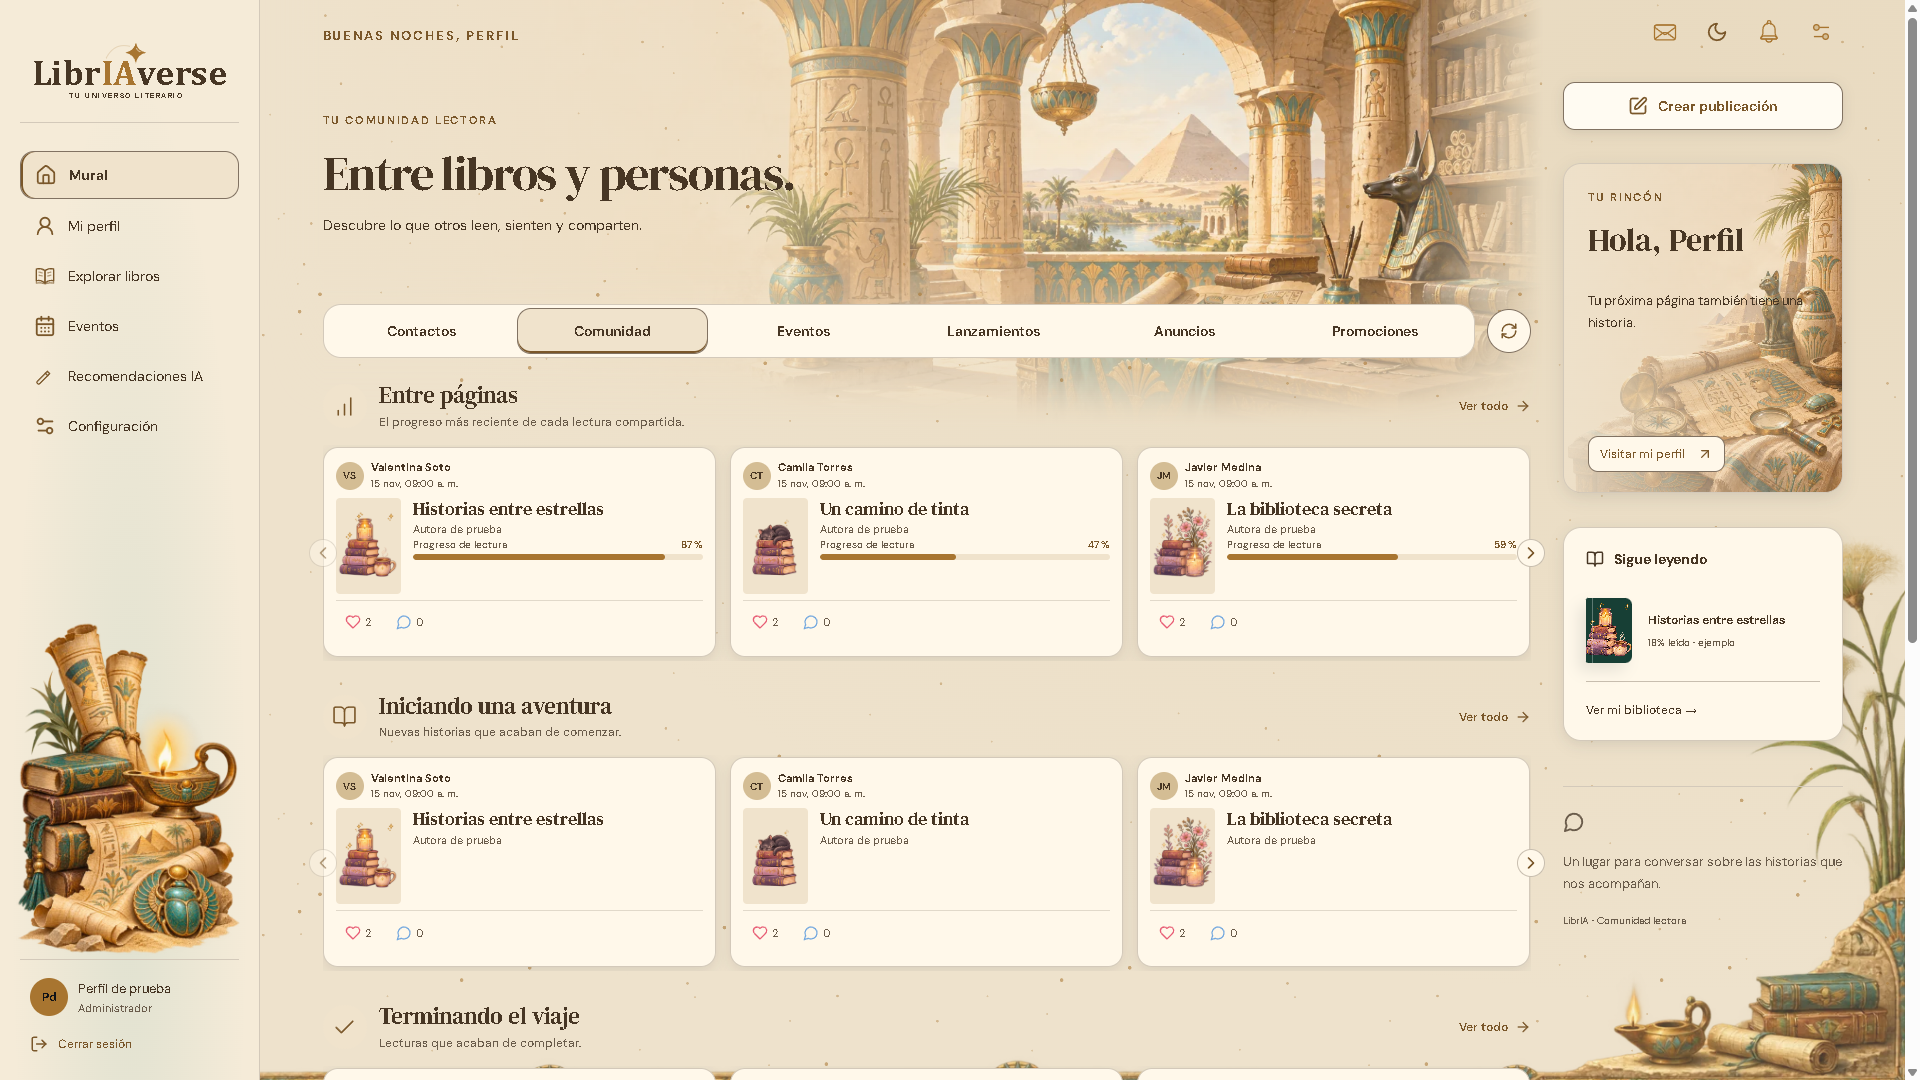 LibrIAverse
TU UNIVERSO LITERARIO
Mural
Mi perfil
Explorar libros
Eventos
Recomendaciones IA
Configuración
Pd
Perfil de prueba
Administrador
Cerrar sesión
BUENAS NOCHES, PERFIL
TU COMUNIDAD LECTORA
Entre libros y personas.
Descubre lo que otros leen, sienten y comparten.
Contactos
Comunidad
Eventos
Lanzamientos
Anuncios
Promociones
Entre páginas
El progreso más reciente de cada lectura compartida.
Ver todo
VS
Valentina Soto
15 nov, 09:00 a. m.
Historias entre estrellas
Autora de prueba
Progreso de lectura 87%
2 0
CT
Camila Torres
15 nov, 09:00 a. m.
Un camino de tinta
Autora de prueba
Progreso de lectura 47%
2 0
JM
Javier Medina
15 nov, 09:00 a. m.
La biblioteca secreta
Autora de prueba
Progreso de lectura 59%
2 0
Iniciando una aventura
Nuevas historias que acaban de comenzar.
Ver todo
VS
Valentina Soto
15 nov, 09:00 a. m.
Historias entre estrellas
Autora de prueba
2 0
CT
Camila Torres
15 nov, 09:00 a. m.
Un camino de tinta
Autora de prueba
2 0
JM
Javier Medina
15 nov, 09:00 a. m.
La biblioteca secreta
Autora de prueba
2 0
Terminando el viaje
Lecturas que acaban de completar.
Ver todo
Crear publicación
TU RINCÓN
Hola, Perfil
Tu próxima página también tiene una
historia.
Visitar mi perfil
Sigue leyendo
Historias entre estrellas
18% leído · ejemplo
Ver mi biblioteca →
Un lugar para conversar sobre las historias que
nos acompañan.
LibrIA · Comunidad lectora